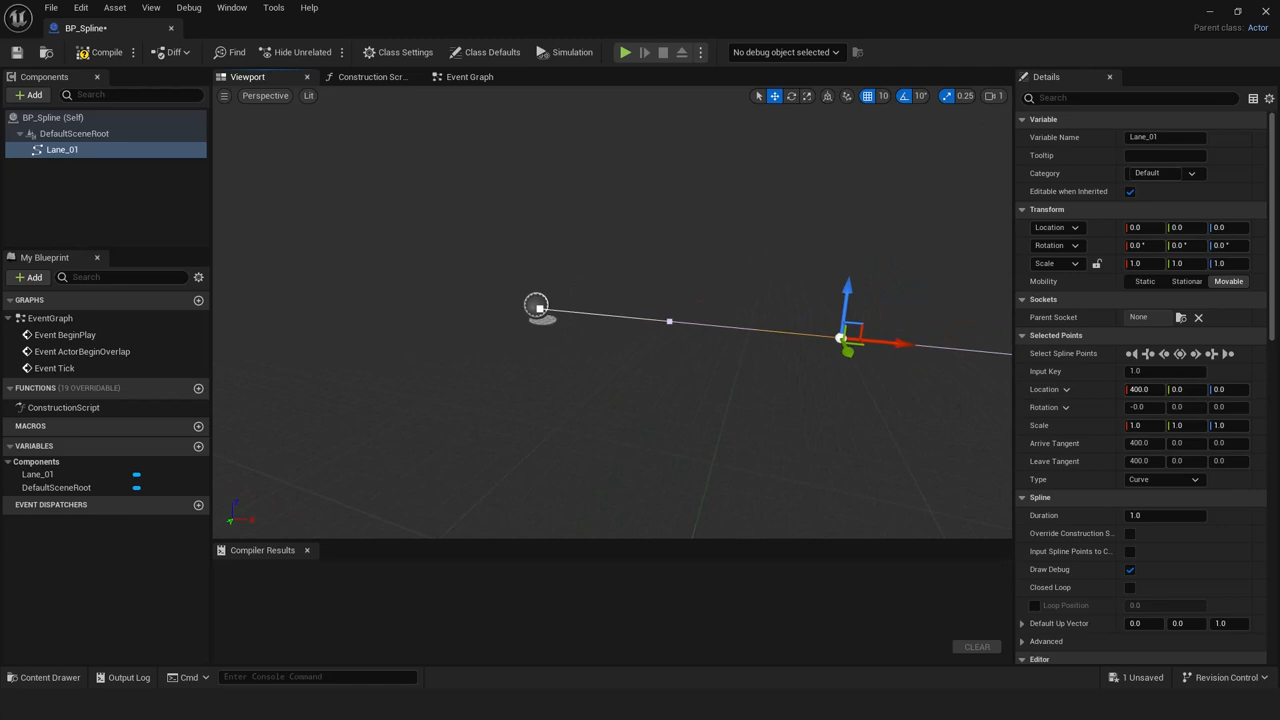 File Edit Asset View Debug Window Tools Help
BP_Spline•
Parent class: Actor
Compile Diff Find Hide Unrelated Class Settings Class Defaults Simulation No debug object selected
Components
Viewport Construction Scr... Event Graph
Details
Add Search
Perspective Lit 10 10° 0.25 1
Search
BP_Spline (Self)
DefaultSceneRoot
Lane_01
My Blueprint
Add Search
GRAPHS
EventGraph
Event BeginPlay
Event ActorBeginOverlap
Event Tick
FUNCTIONS (19 OVERRIDABLE)
ConstructionScript
MACROS
VARIABLES
Components
Lane_01
DefaultSceneRoot
EVENT DISPATCHERS
Compiler Results
CLEAR
Variable
Variable Name Lane_01
Tooltip
Category Default
Editable when Inherited
Transform
Location 0.0 0.0 0.0
Rotation 0.0 ° 0.0 ° 0.0 °
Scale 1.0 1.0 1.0
Mobility Static Stationar Movable
Sockets
Parent Socket None
Selected Points
Select Spline Points
Input Key 1.0
Location 400.0 0.0 0.0
Rotation -0.0 0.0 0.0
Scale 1.0 1.0 1.0
Arrive Tangent 400.0 0.0 0.0
Leave Tangent 400.0 0.0 0.0
Type Curve
Spline
Duration 1.0
Override Construction S...
Input Spline Points to C...
Draw Debug
Closed Loop
Loop Position 0.0
Default Up Vector 0.0 0.0 1.0
Advanced
Editor
Content Drawer Output Log Cmd Enter Console Command 1 Unsaved Revision Control